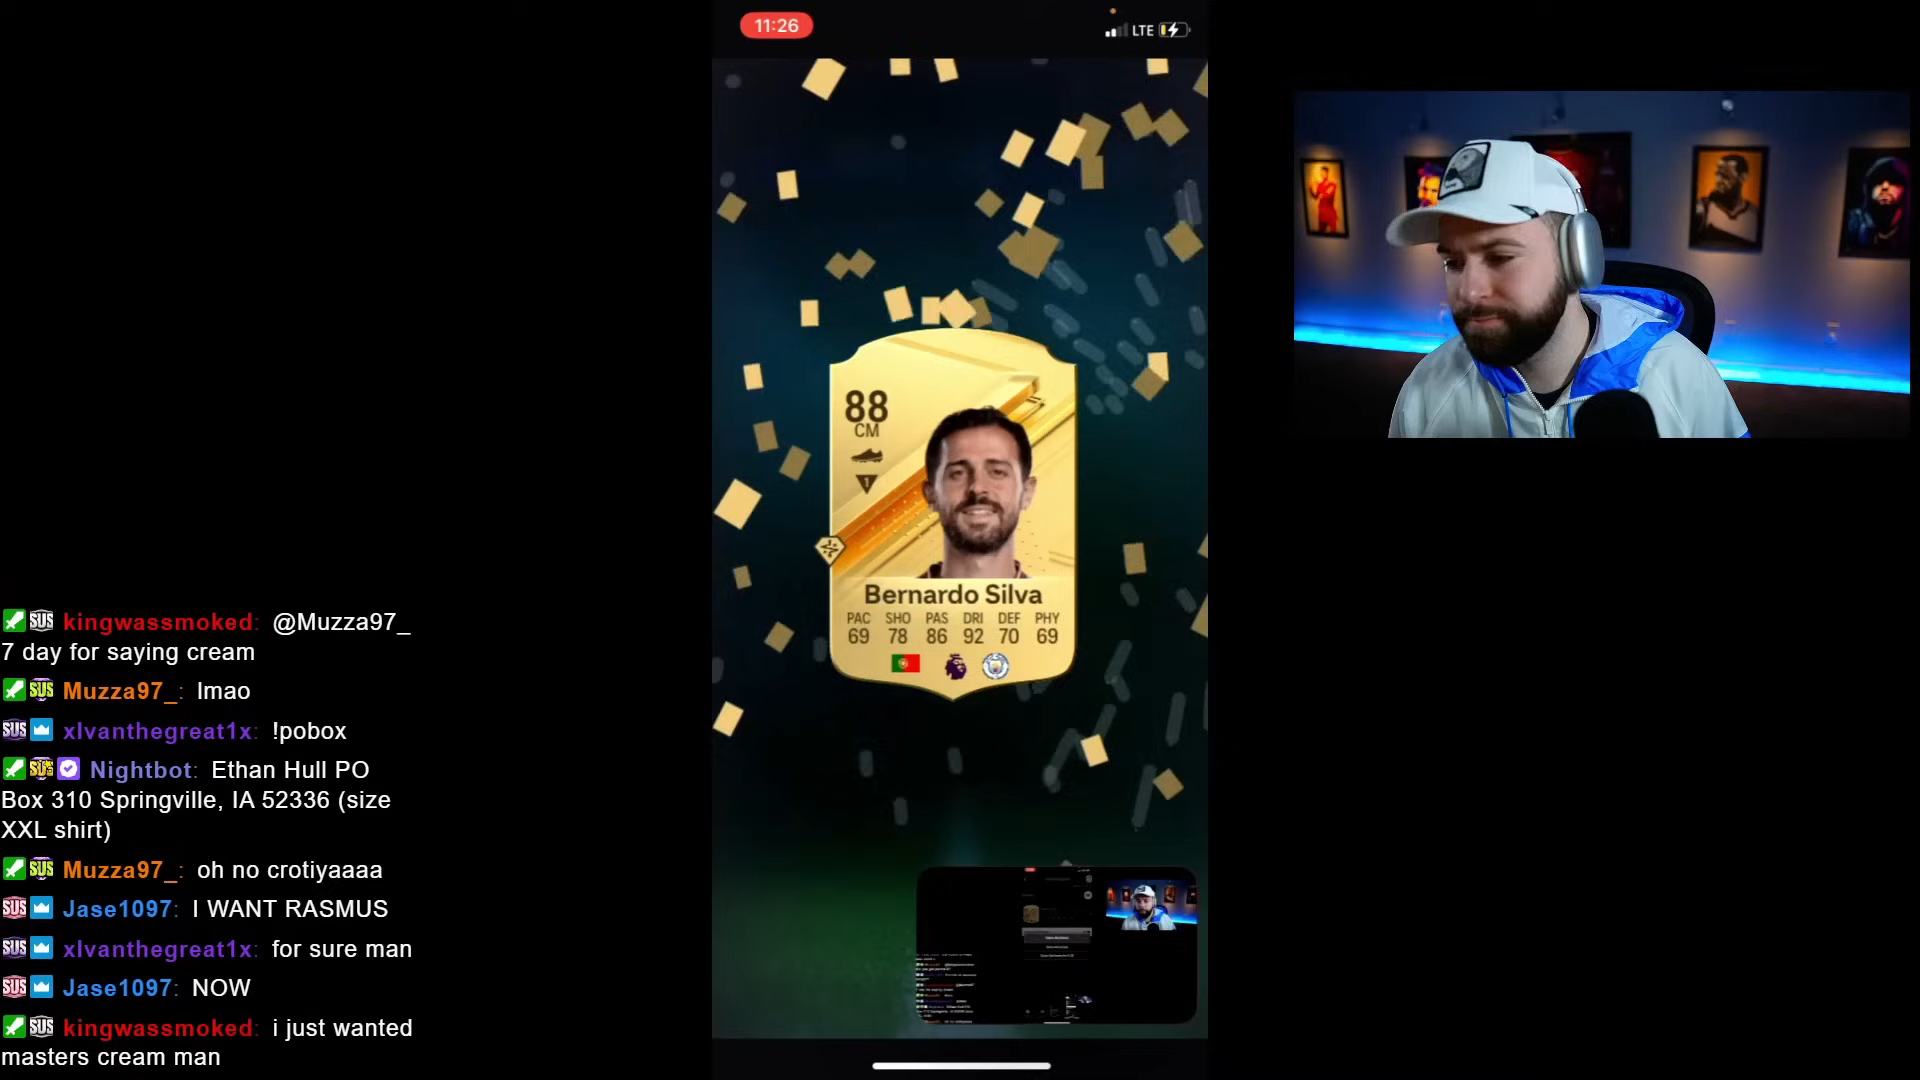 11:26
LTE
88
CM
1
Bernardo Silva
PAC SHO PAS DRI DEF PHY
69 78 86 92 70 69
SUS kingwassmoked: @Muzza97_
7 day for saying cream
SUS Muzza97_: lmao
SUS xIvanthegreat1x: !pobox
SUS Nightbot: Ethan Hull PO
Box 310 Springville, IA 52336 (size
XXL shirt)
SUS Muzza97_: oh no crotiyaaaa
SUS Jase1097: I WANT RASMUS
SUS xIvanthegreat1x: for sure man
SUS Jase1097: NOW
SUS kingwassmoked: i just wanted
masters cream man